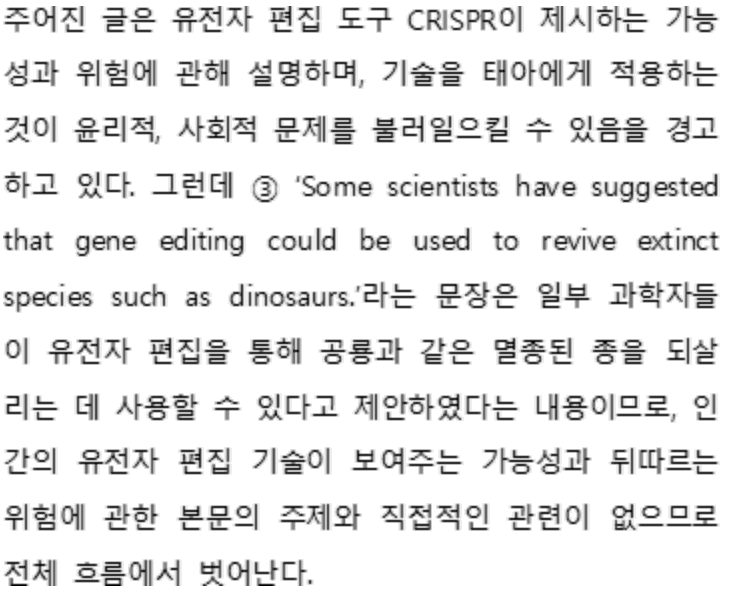 주어진 글은 유전자 편집 도구 CRISPR이 제시하는 가능
성과 위험에 관해 설명하며, 기술을 태아에게 적용하는
것이 윤리적, 사회적 문제를 불러일으킬 수 있음을 경고
하고 있다. 그런데 ③ ‘Some scientists have suggested
that gene editing could be used to revive extinct
species such as dinosaurs.’라는 문장은 일부 과학자들
이 유전자 편집을 통해 공룡과 같은 멸종된 종을 되살
리는 데 사용할 수 있다고 제안하였다는 내용이므로, 인
간의 유전자 편집 기술이 보여주는 가능성과 뒤따르는
위험에 관한 본문의 주제와 직접적인 관련이 없으므로
전체 흐름에서 벗어난다.